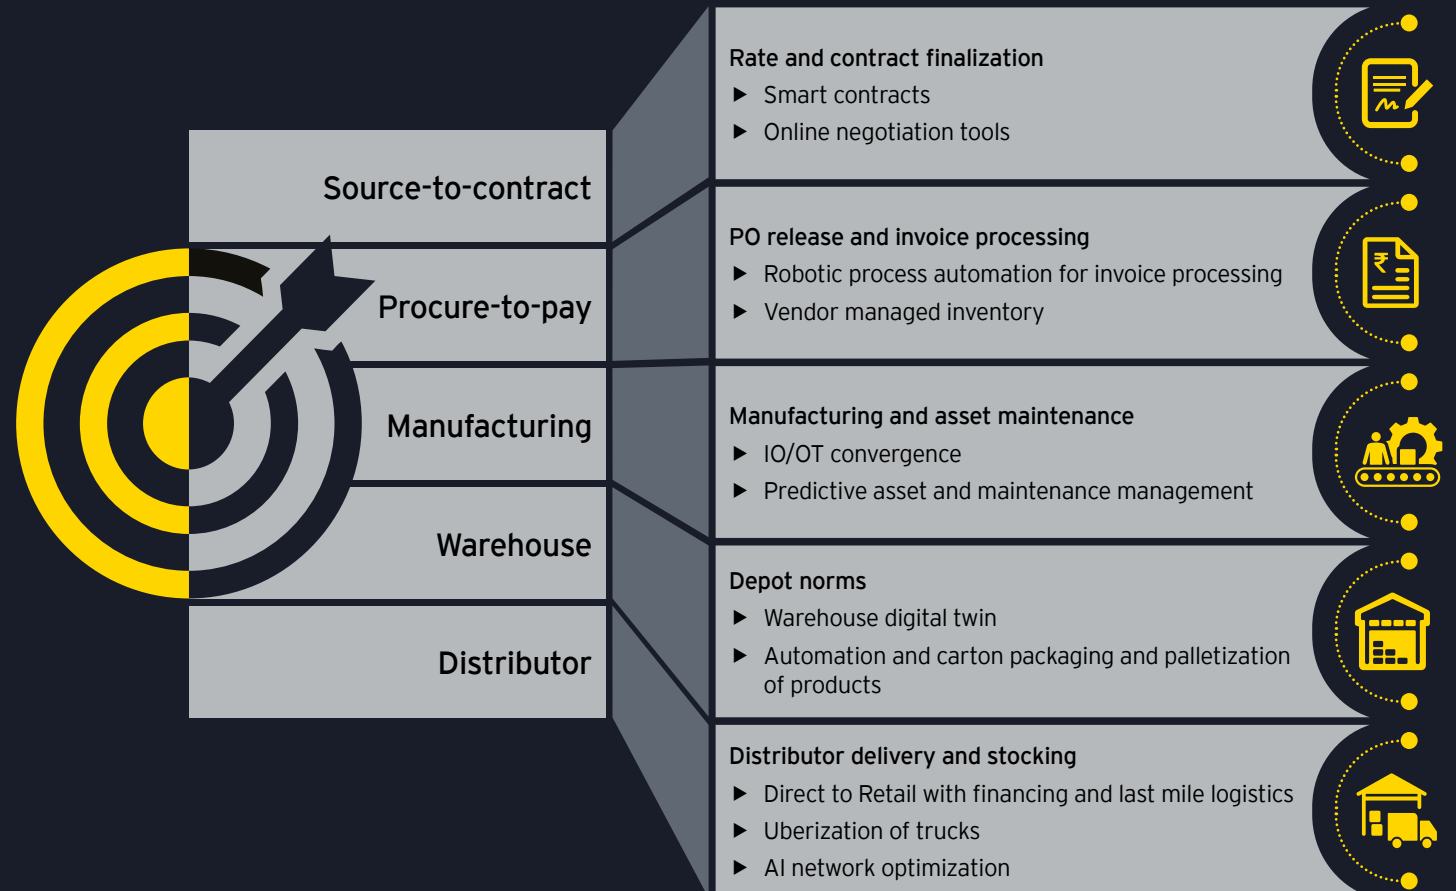 Source-to-contract
Procure-to-pay
Manufacturing
Warehouse
Distributor
Rate and contract finalization
▶ Smart contracts
▶ Online negotiation tools
PO release and invoice processing
▶ Robotic process automation for invoice processing
▶ Vendor managed inventory
₹
Manufacturing and asset maintenance
▶ IO/OT convergence
▶ Predictive asset and maintenance management
Depot norms
▶ Warehouse digital twin
▶ Automation and carton packaging and palletization
of products
Distributor delivery and stocking
▶ Direct to Retail with financing and last mile logistics
▶ Uberization of trucks
▶ AI network optimization